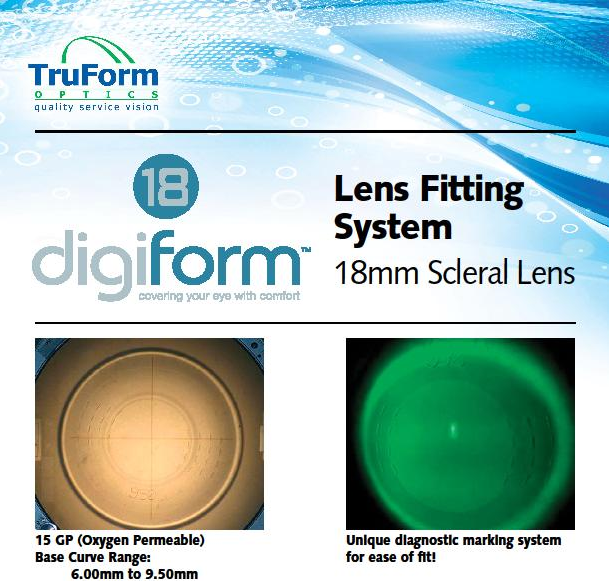 TruForm
OPTICS
quality service vision
18
digiform™
covering your eye with comfort
Lens Fitting
System
18mm Scleral Lens
15 GP (Oxygen Permeable)
Base Curve Range:
6.00mm to 9.50mm
Unique diagnostic marking system
for ease of fit!